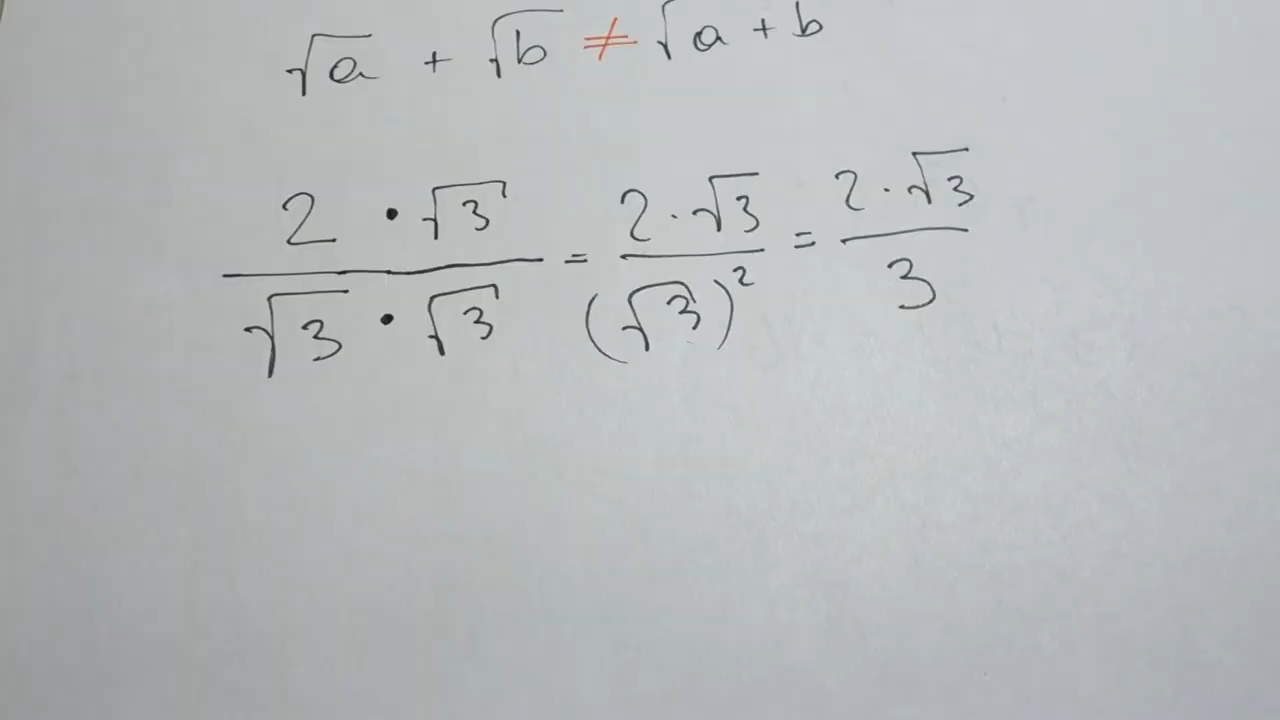 √a + √b ≠ √a + b
2 · √3 / √3 · √3 = 2 · √3 / (√3)² = 2 · √3 / 3